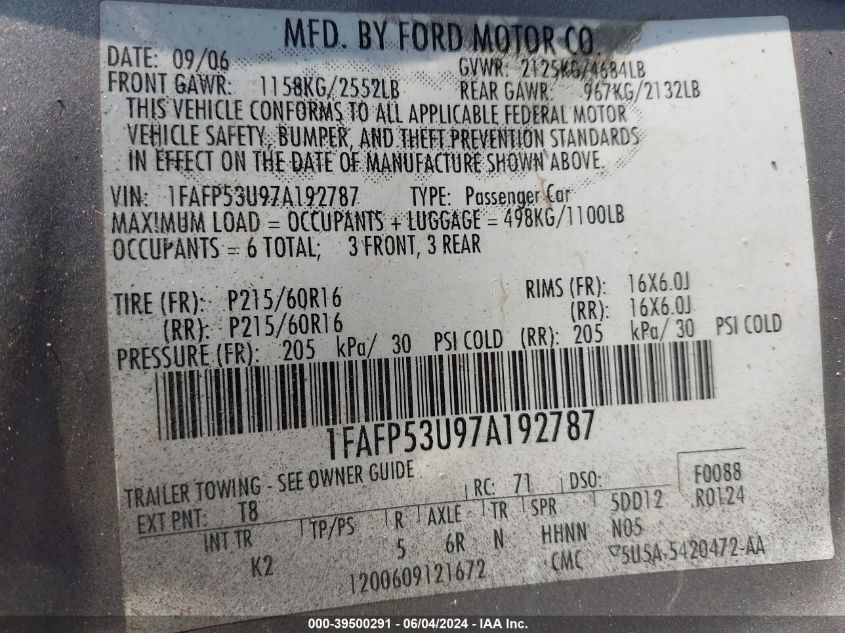 MFD. BY FORD MOTOR CO.
DATE: 09/06 GVWR: 2125KG/4684LB
FRONT GAWR: 1158KG/2552LB REAR GAWR: 967KG/2132LB
THIS VEHICLE CONFORMS TO ALL APPLICABLE FEDERAL MOTOR
VEHICLE SAFETY, BUMPER, AND THEFT PREVENTION STANDARDS
IN EFFECT ON THE DATE OF MANUFACTURE SHOWN ABOVE.
VIN: 1FAFP53U97A192787 TYPE: Passenger Car
MAXIMUM LOAD = OCCUPANTS + LUGGAGE = 498KG/1100LB
OCCUPANTS = 6 TOTAL; 3 FRONT, 3 REAR
TIRE (FR): P215/60R16 RIMS (FR): 16X6.0J
(RR): P215/60R16 (RR): 16X6.0J
PRESSURE (FR): 205 kPa/ 30 PSI COLD (RR): 205 kPa/ 30 PSI COLD
1FAFP53U97A192787
TRAILER TOWING - SEE OWNER GUIDE RC: 71 DSO: F0088
EXT PNT: T8 5DD12 R0124
INT TR TP/PS R AXLE TR SPR N05
K2 5 6R N HHNN
1200609121672 CMC 5U5A-5420472-AA
000-39500291 - 06/04/2024 - IAA Inc.